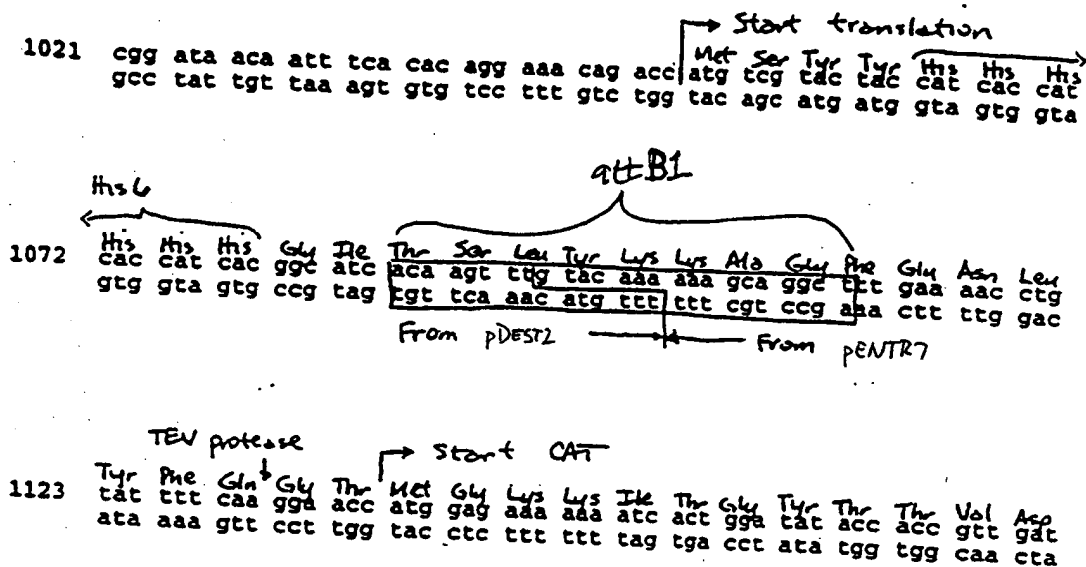 Start translation
Met Ser Tyr Tyr His His His
1021 cgg ata aca att tca cac agg aaa cag acc atg tcg tac tac cat cac cat
gcc tat tgt taa agt gtg tcc ttt gtc tgg tac agc atg atg gta gtg gta
attB1
His6
His His His Gly Ile Thr Ser Leu Tyr Lys Lys Ala Gly Phe Glu Asn Leu
1072 cac cat cac ggc atc aca agt ttg tac aaa aaa gca ggc ttt gaa aac ctg
gtg gta gtg ccg tag tgt tca aac atg ttt ttt cgt ccg aaa ctt ttg gac
From pDEST2 From pENTR7
TEV protease Start CAT
Tyr Phe Gln Gly Thr Met Gly Lys Lys Ile Thr Gly Tyr Thr Thr Val Asp
1123 tat ttt caa gga acc atg gag aaa aaa atc act gga tat acc acc gtt gat
ata aaa gtt cct tgg tac ctc ttt ttt tag tga cct ata tgg tgg caa cta